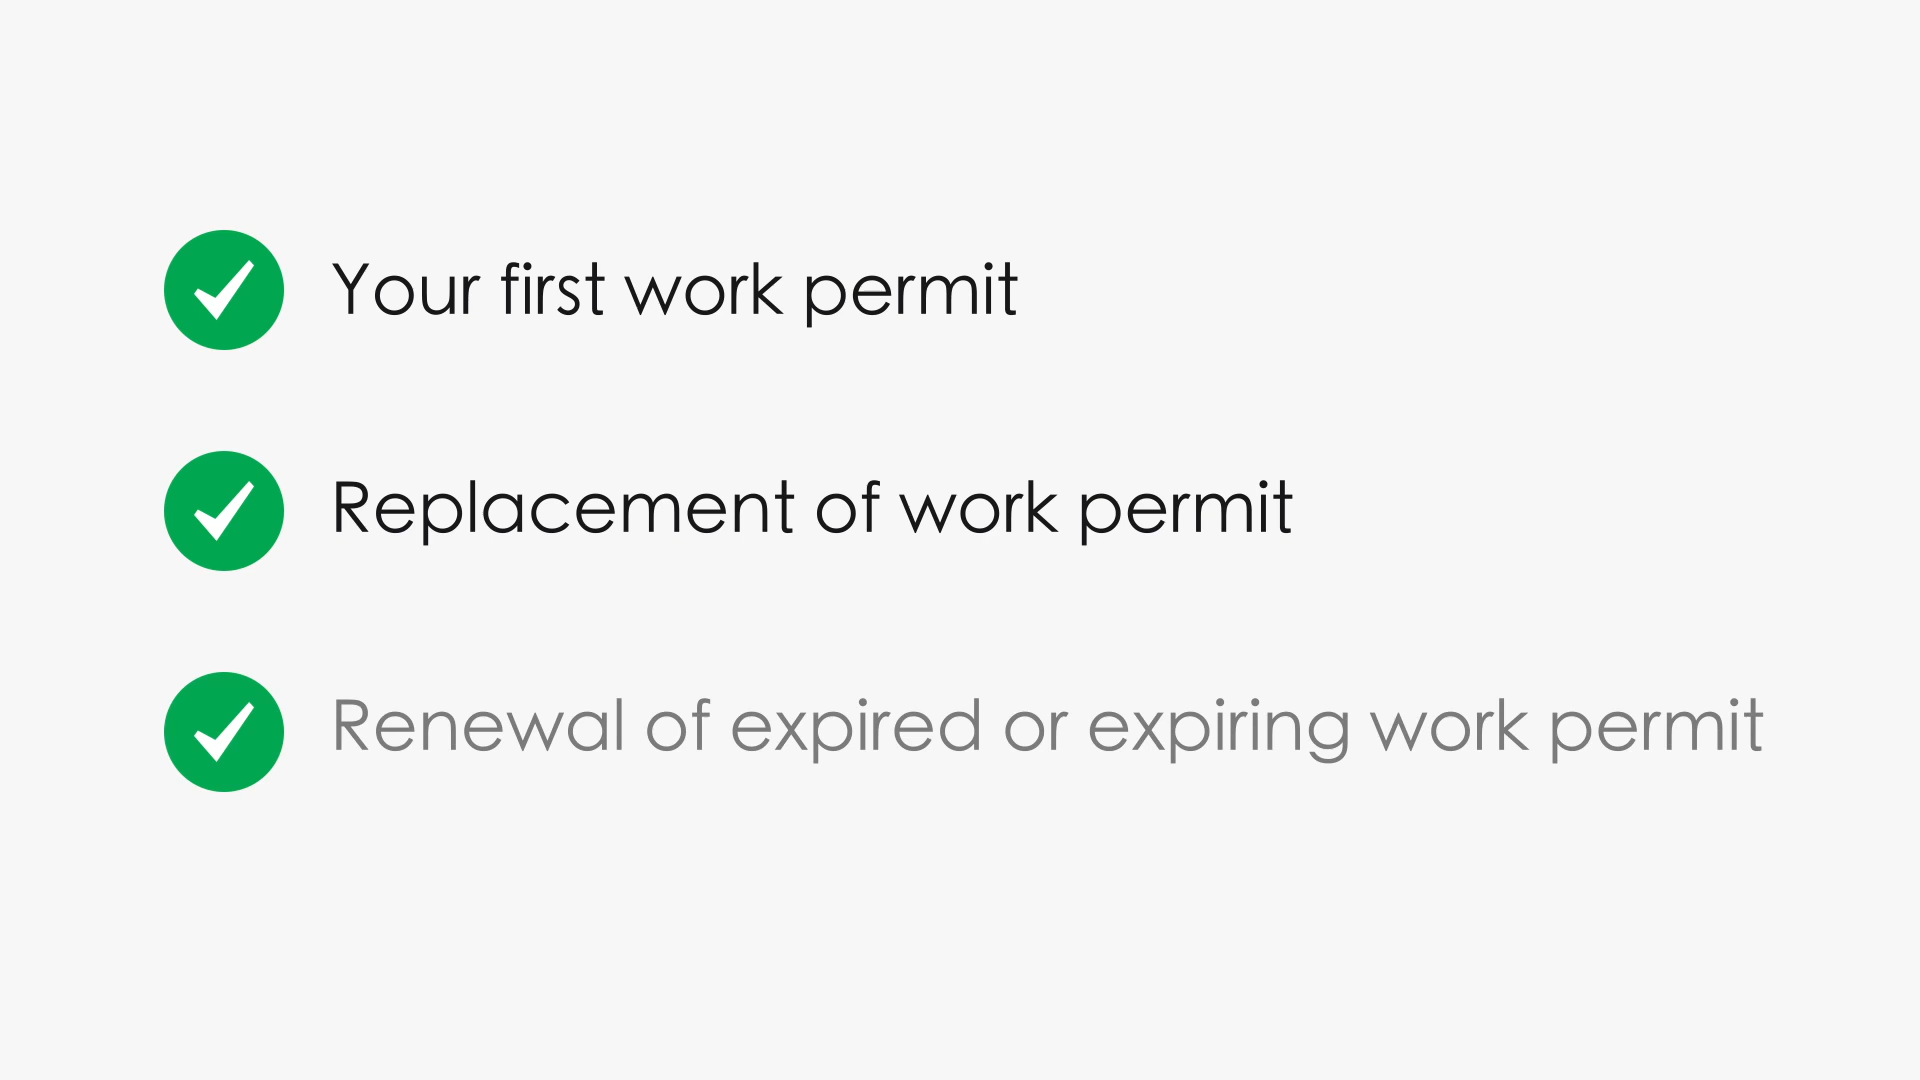 Your first work permit
Replacement of work permit
Renewal of expired or expiring work permit